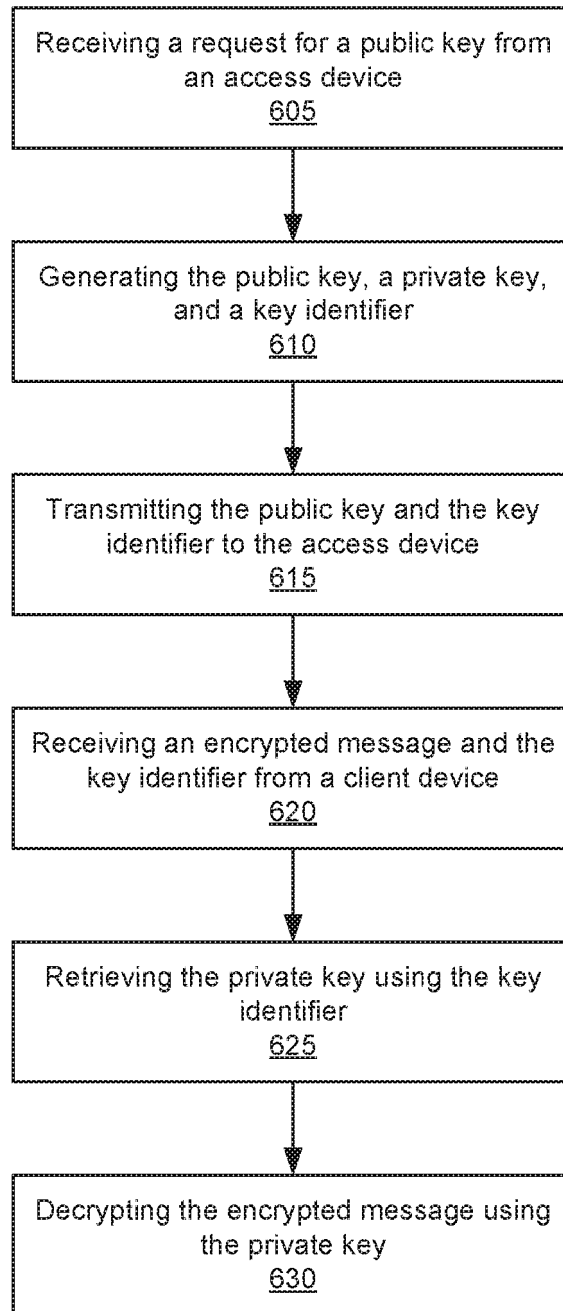 Receiving a request for a public key from
an access device
605
Generating the public key, a private key,
and a key identifier
610
Transmitting the public key and the key
identifier to the access device
615
Receiving an encrypted message and the
key identifier from a client device
620
Retrieving the private key using the key
identifier
625
Decrypting the encrypted message using
the private key
630